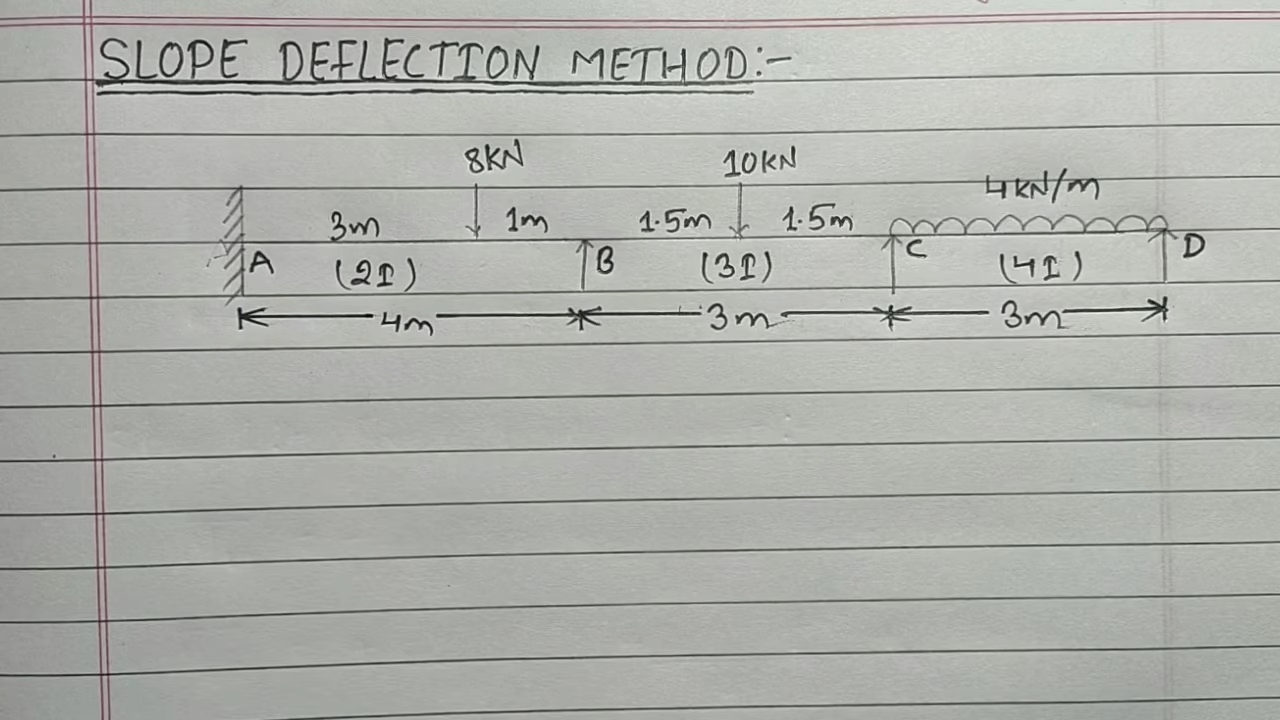 SLOPE DEFLECTION METHOD:-
8KN 10KN 4KN/m
3m 1m 1.5m 1.5m
A (2I) B (3I) C (4I) D
4m 3m 3m